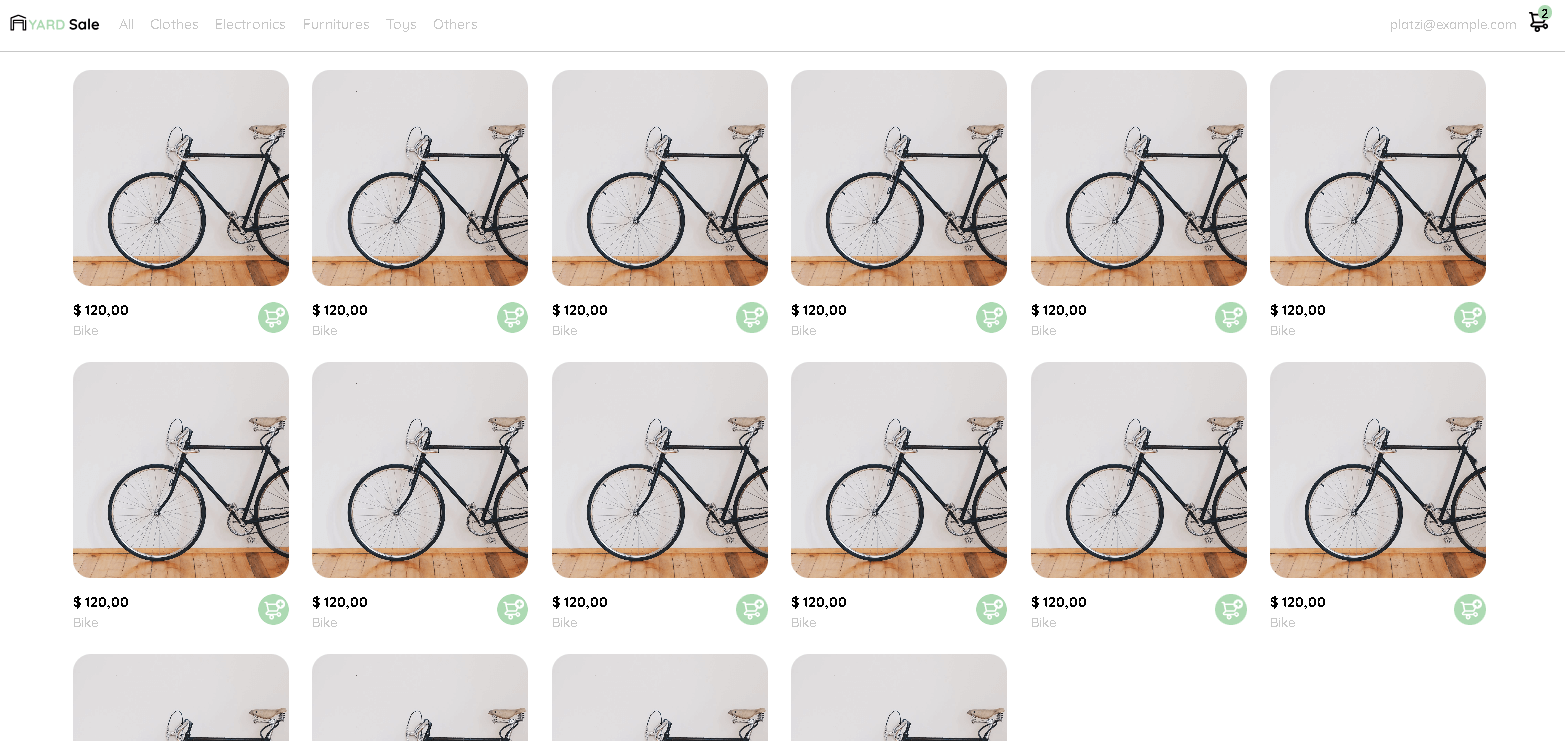 YARD Sale All Clothes Electronics Furnitures Toys Others platzi@example.com 2
$ 120,00 $ 120,00 $ 120,00 $ 120,00 $ 120,00 $ 120,00
Bike Bike Bike Bike Bike Bike
$ 120,00 $ 120,00 $ 120,00 $ 120,00 $ 120,00 $ 120,00
Bike Bike Bike Bike Bike Bike